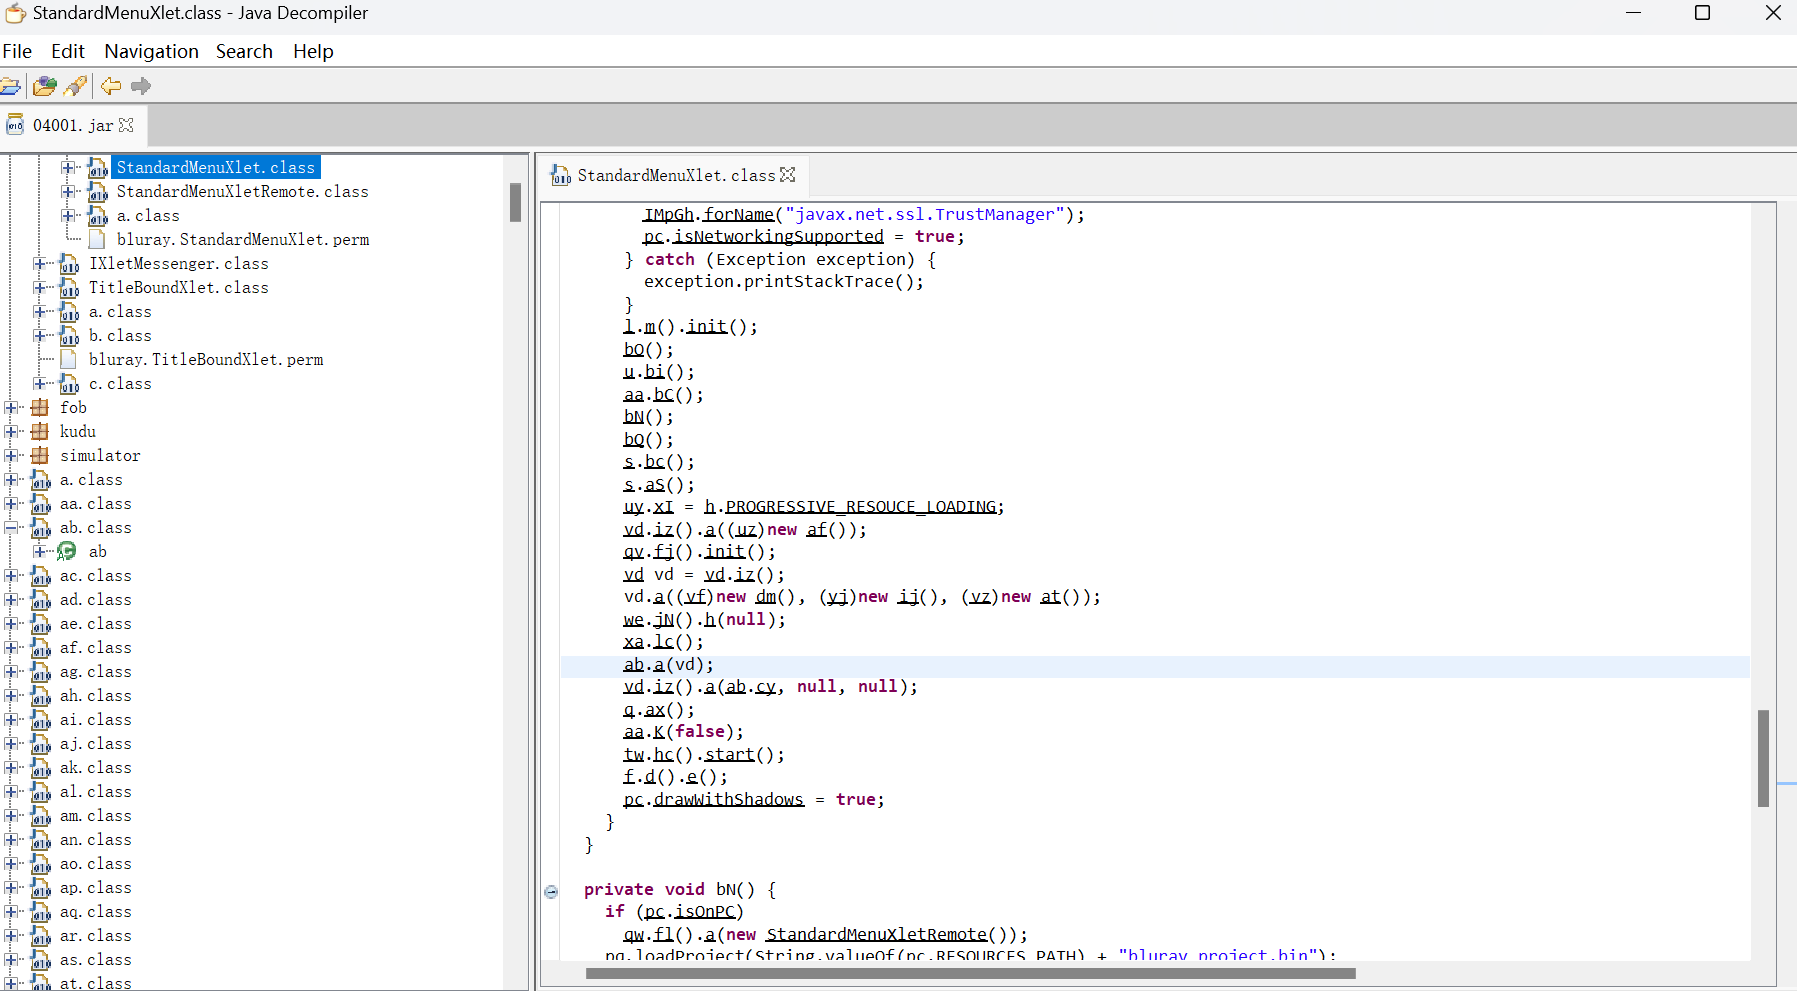 StandardMenuXlet.class - Java Decompiler
File Edit Navigation Search Help
04001.jar
StandardMenuXlet.class
StandardMenuXletRemote.class
a.class
bluray.StandardMenuXlet.perm
IXletMessenger.class
TitleBoundXlet.class
a.class
b.class
bluray.TitleBoundXlet.perm
c.class
fob
kudu
simulator
a.class
aa.class
ab.class
ab
ac.class
ad.class
ae.class
af.class
ag.class
ah.class
ai.class
aj.class
ak.class
al.class
am.class
an.class
ao.class
ap.class
aq.class
ar.class
as.class
at.class
StandardMenuXlet.class
IMpGh.forName("javax.net.ssl.TrustManager");
pc.isNetworkingSupported = true;
} catch (Exception exception) {
exception.printStackTrace();
}
l.m().init();
bO();
u.bi();
aa.bC();
bN();
bQ();
s.bc();
s.aS();
uy.xI = h.PROGRESSIVE_RESOUCE_LOADING;
vd.iz().a((uz)new af());
qv.fj().init();
vd vd = vd.iz();
vd.a((vf)new dm(), (yj)new ij(), (vz)new at());
we.jN().h(null);
xa.lc();
ab.a(vd);
vd.iz().a(ab.cy, null, null);
q.ax();
aa.K(false);
tw.hc().start();
f.d().e();
pc.drawWithShadows = true;
}
}
private void bN() {
if (pc.isOnPC)
qw.fl().a(new StandardMenuXletRemote());
pq.loadProject(String.valueOf(pc.RESOURCES_PATH) + "bluray_project.bin");